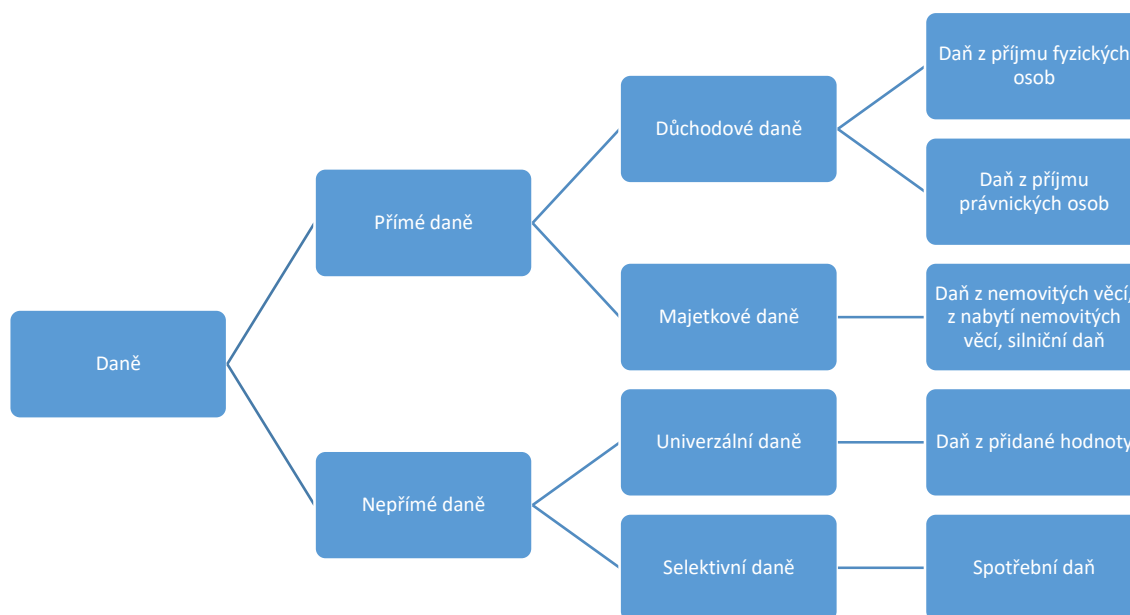 Daň z příjmu fyzických
osob
Důchodové daně
Daň z příjmu
právnických osob
Přímé daně
Daň z nemovitých věcí,
z nabytí nemovitých
věcí, silniční daň
Majetkové daně
Daně
Univerzální daně
Daň z přidané hodnoty
Nepřímé daně
Selektivní daně
Spotřební daň